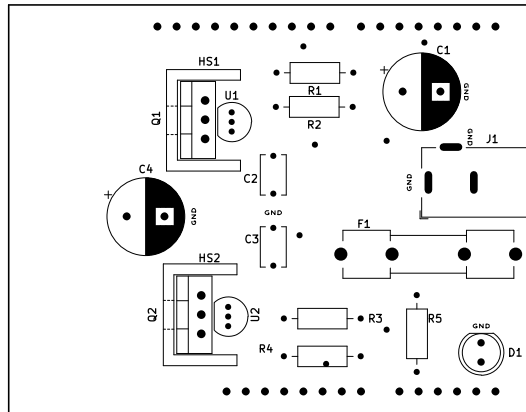 HS1
C1
U1
R1
GND
Q1
R2
GND
J1
C4
C2
GND
GND
GND
C3
F1
HS2
Q2
U2
R3
R5
GND
R4
D1